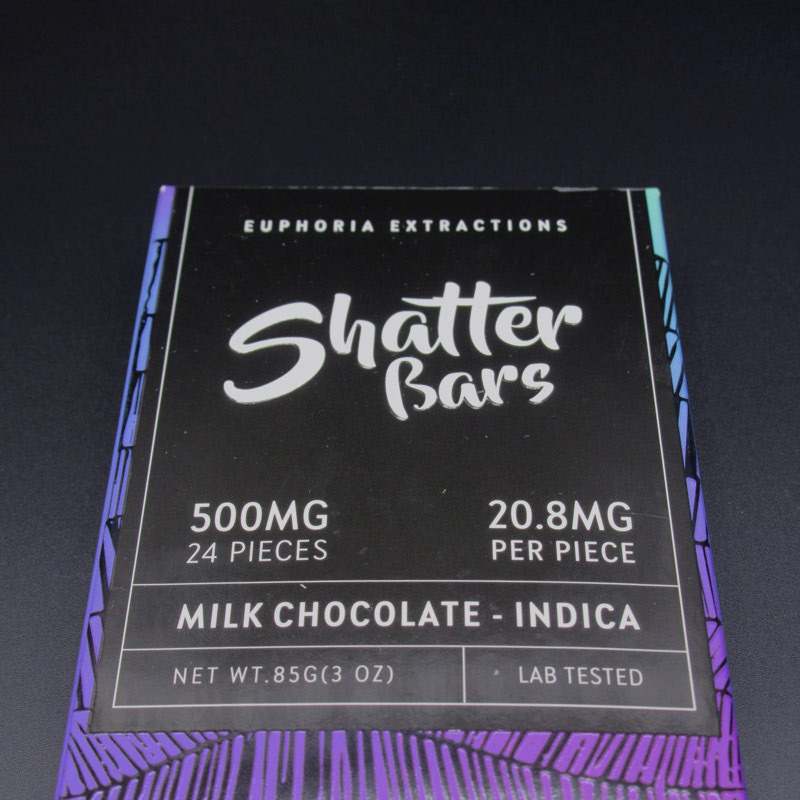 EUPHORIA EXTRACTIONS
Shatter
Bars
500MG
24 PIECES
20.8MG
PER PIECE
MILK CHOCOLATE - INDICA
NET WT.85G(3 OZ)
LAB TESTED